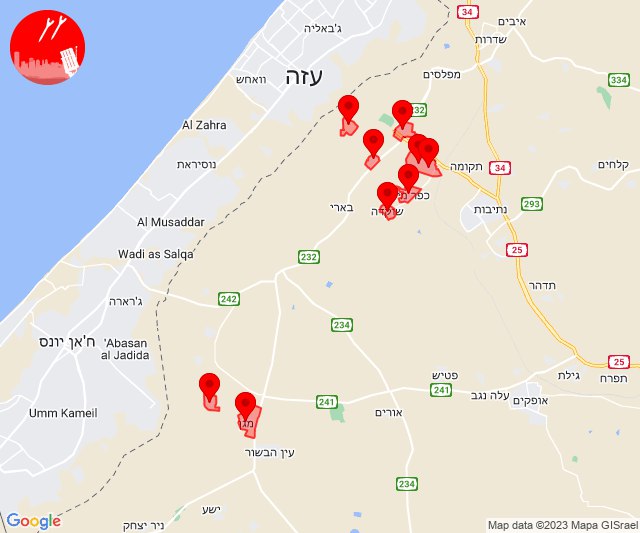 34
איבים
ג'באליה
שדרות
עזה
מפלסים
וואחש
334
232
Al Zahra
נוסיראת
תקומה
34
קלחים
כפר
293
שוקדה
בארי
נתיבות
Al Musaddar
Wadi as Salqa
25
232
תדהר
242
ג'רארה
234
ח'אן יונס
'Abasan
al Jadida
25
גילת
פטיש
תפרח
241
241
עלה נגב
אופקים
Umm Kameil
אורים
מגן
עין הבשור
234
ישע
ניר יצחק
Google
Map data ©2023 Mapa GISrael